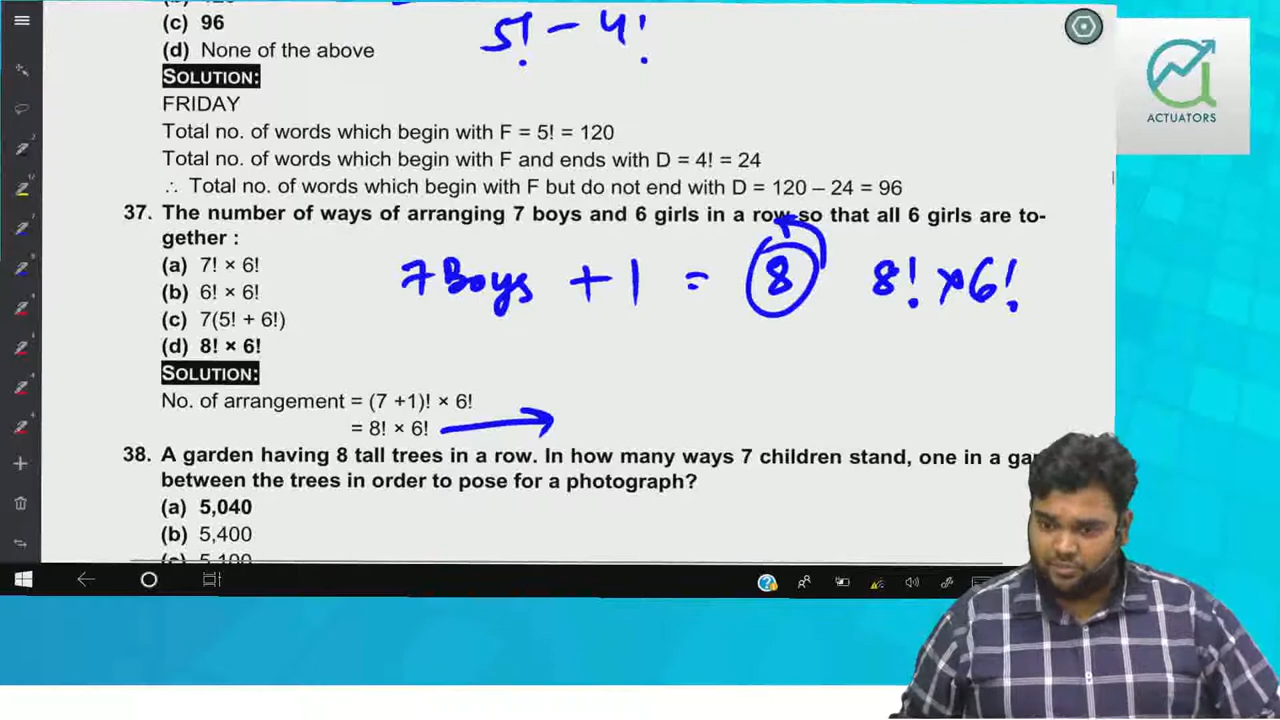 (c) 96
(d) None of the above
5! – 4!
SOLUTION:
FRIDAY
Total no. of words which begin with F = 5! = 120
Total no. of words which begin with F and ends with D = 4! = 24
∴ Total no. of words which begin with F but do not end with D = 120 – 24 = 96
37. The number of ways of arranging 7 boys and 6 girls in a row so that all 6 girls are to-
gether :
(a) 7! × 6!
(b) 6! × 6!
(c) 7(5! + 6!)
(d) 8! × 6!
7 Boys + 1 = 8 8! × 6!
SOLUTION:
No. of arrangement = (7 +1)! × 6!
= 8! × 6!
38. A garden having 8 tall trees in a row. In how many ways 7 children stand, one in a
between the trees in order to pose for a photograph?
(a) 5,040
(b) 5,400
(c) 5,100
ACTUATORS